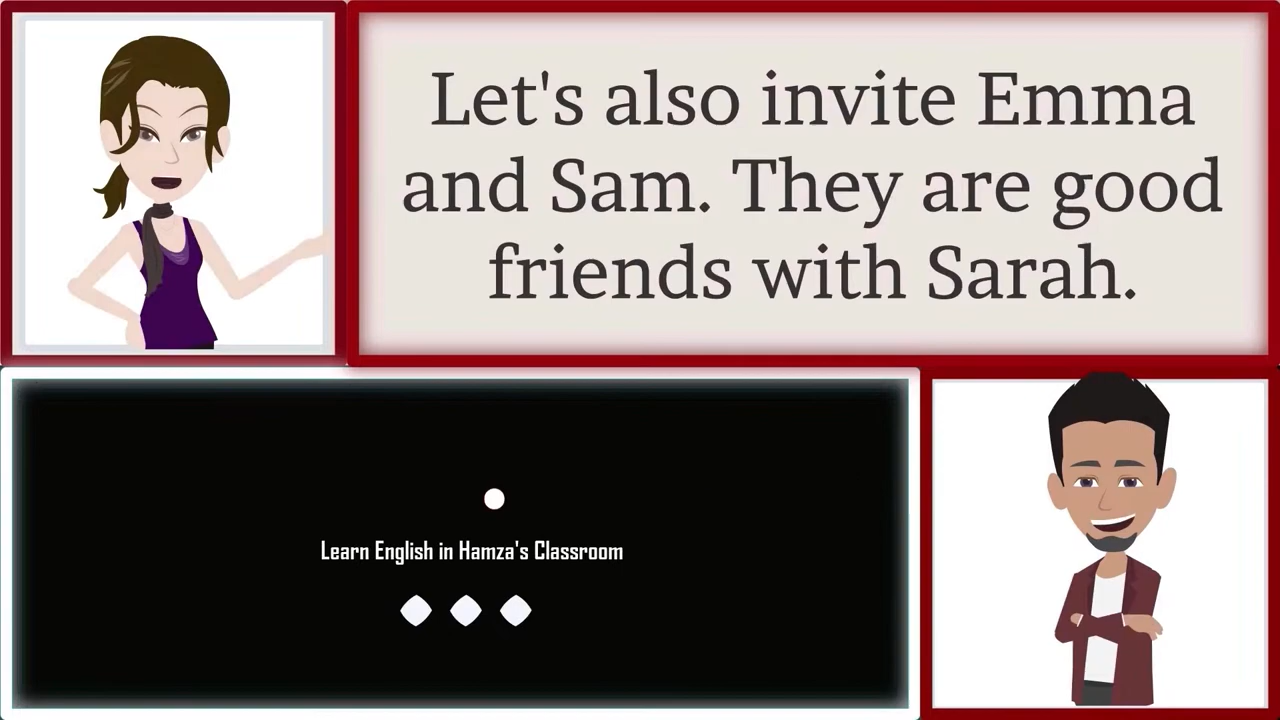 Let's also invite Emma
and Sam. They are good
friends with Sarah.
Learn English in Hamza's Classroom